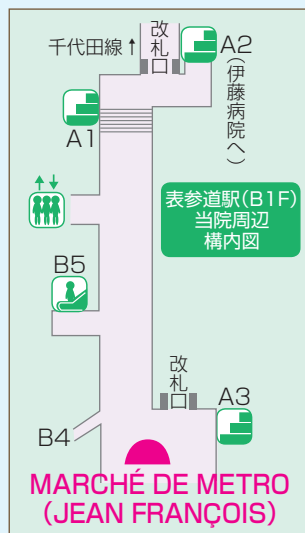 千代田線↑
改札口
A2
(伊藤病院へ)
A1
表参道駅(B1F)
当院周辺
構内図
B5
改札口
A3
B4
MARCHÉ DE METRO
(JEAN FRANÇOIS)